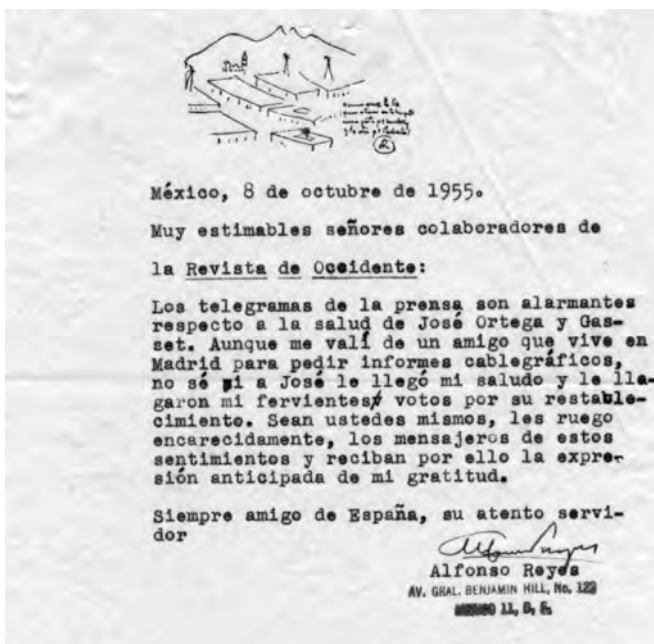 México, 8 de octubre de 1955.
Muy estimables señores colaboradores de
la Revista de Occidente:
Los telegramas de la prensa son alarmantes
respecto a la salud de José Ortega y Gas-
set. Aunque me valí de un amigo que vive en
Madrid para pedir informes cablegráficos,
no sé si a José le llegó mi saludo y le lle-
garon mi fervientes votos por su restable-
cimiento. Sean ustedes mismos, les ruego
encarecidamente, los mensajeros de estos
sentimientos y reciban por ello la expre-
sión anticipada de mi gratitud.
Siempre amigo de España, su atento servi-
dor
Alfonso Reyes
Alfonso Reyes
AV. GRAL. BENJAMIN HILL, No. 122
11, D. F.